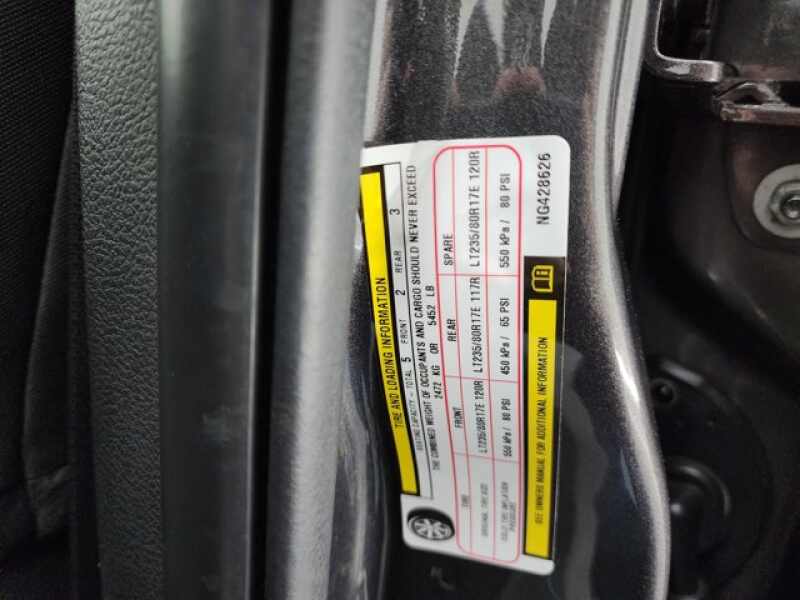 TIRE AND LOADING INFORMATION
SEATING CAPACITY - TOTAL 5 FRONT 2 REAR 3
THE COMBINED WEIGHT OF OCCUPANTS AND CARGO SHOULD NEVER EXCEED
2472 KG OR 5452 LB
TIRE FRONT REAR SPARE
ORIGINAL TIRE SIZE LT235/80R17E 120R LT235/80R17E 117R LT235/80R17E 120R
COLD TIRE INFLATION PRESSURE 550 kPa / 80 PSI 450 kPa / 65 PSI 550 kPa / 80 PSI
SEE OWNERS MANUAL FOR ADDITIONAL INFORMATION
NG428626